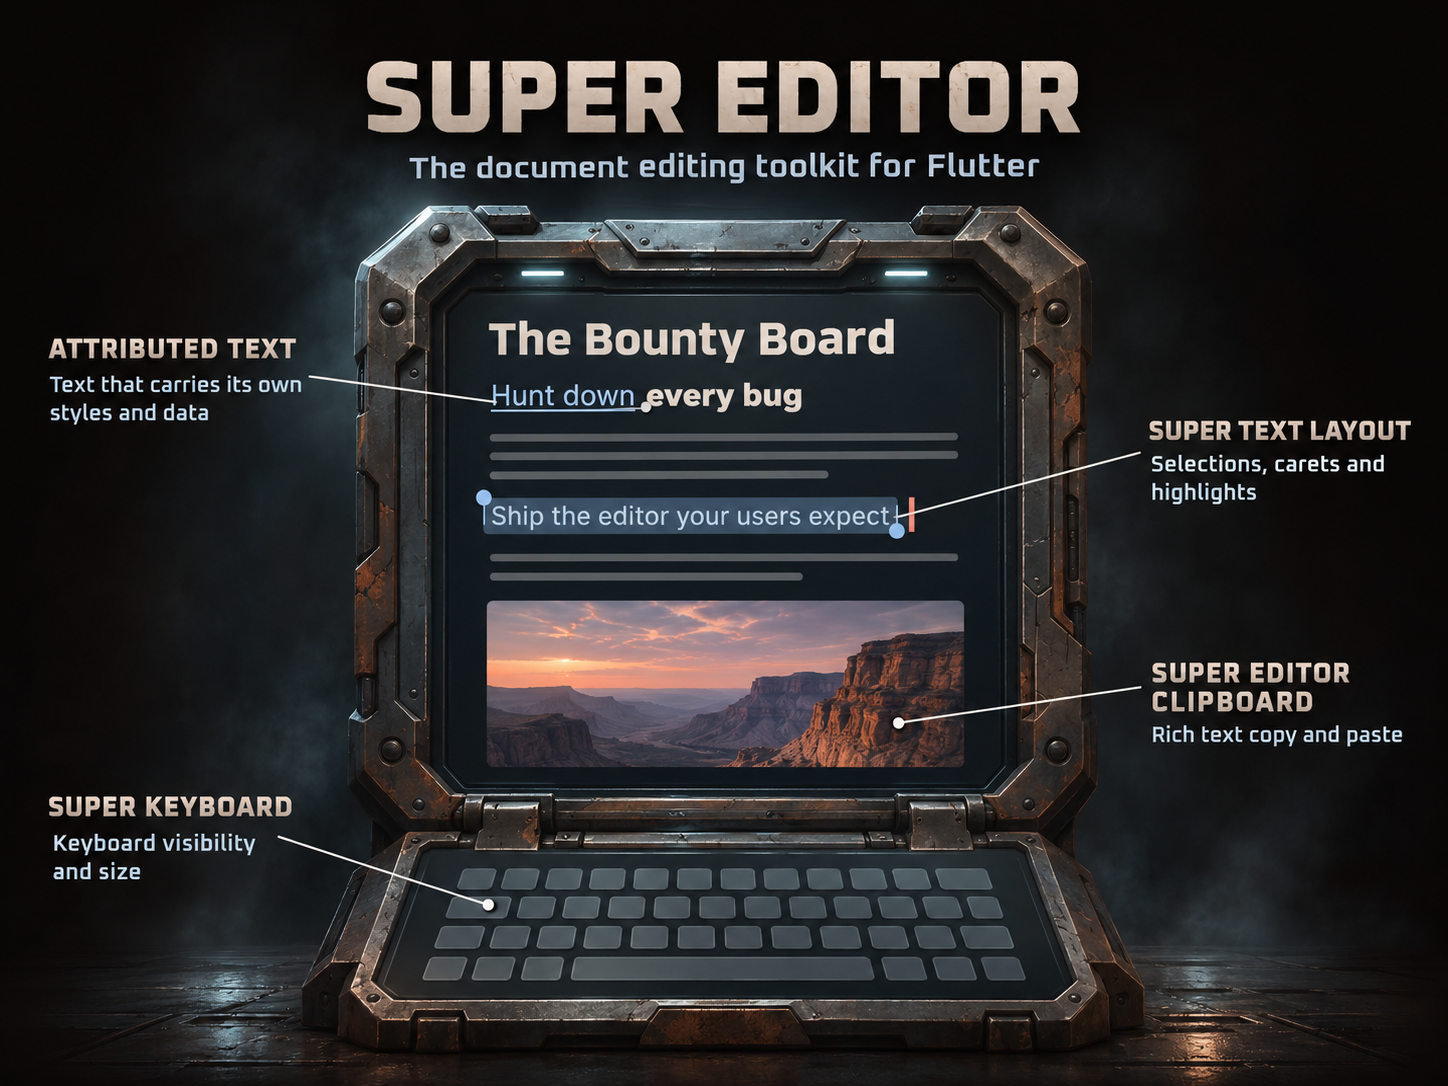 SUPER EDITOR
The document editing toolkit for Flutter
The Bounty Board
Hunt down every bug
Ship the editor your users expect.
ATTRIBUTED TEXT
Text that carries its own
styles and data
SUPER TEXT LAYOUT
Selections, carets and
highlights
SUPER EDITOR
CLIPBOARD
Rich text copy and paste
SUPER KEYBOARD
Keyboard visibility
and size